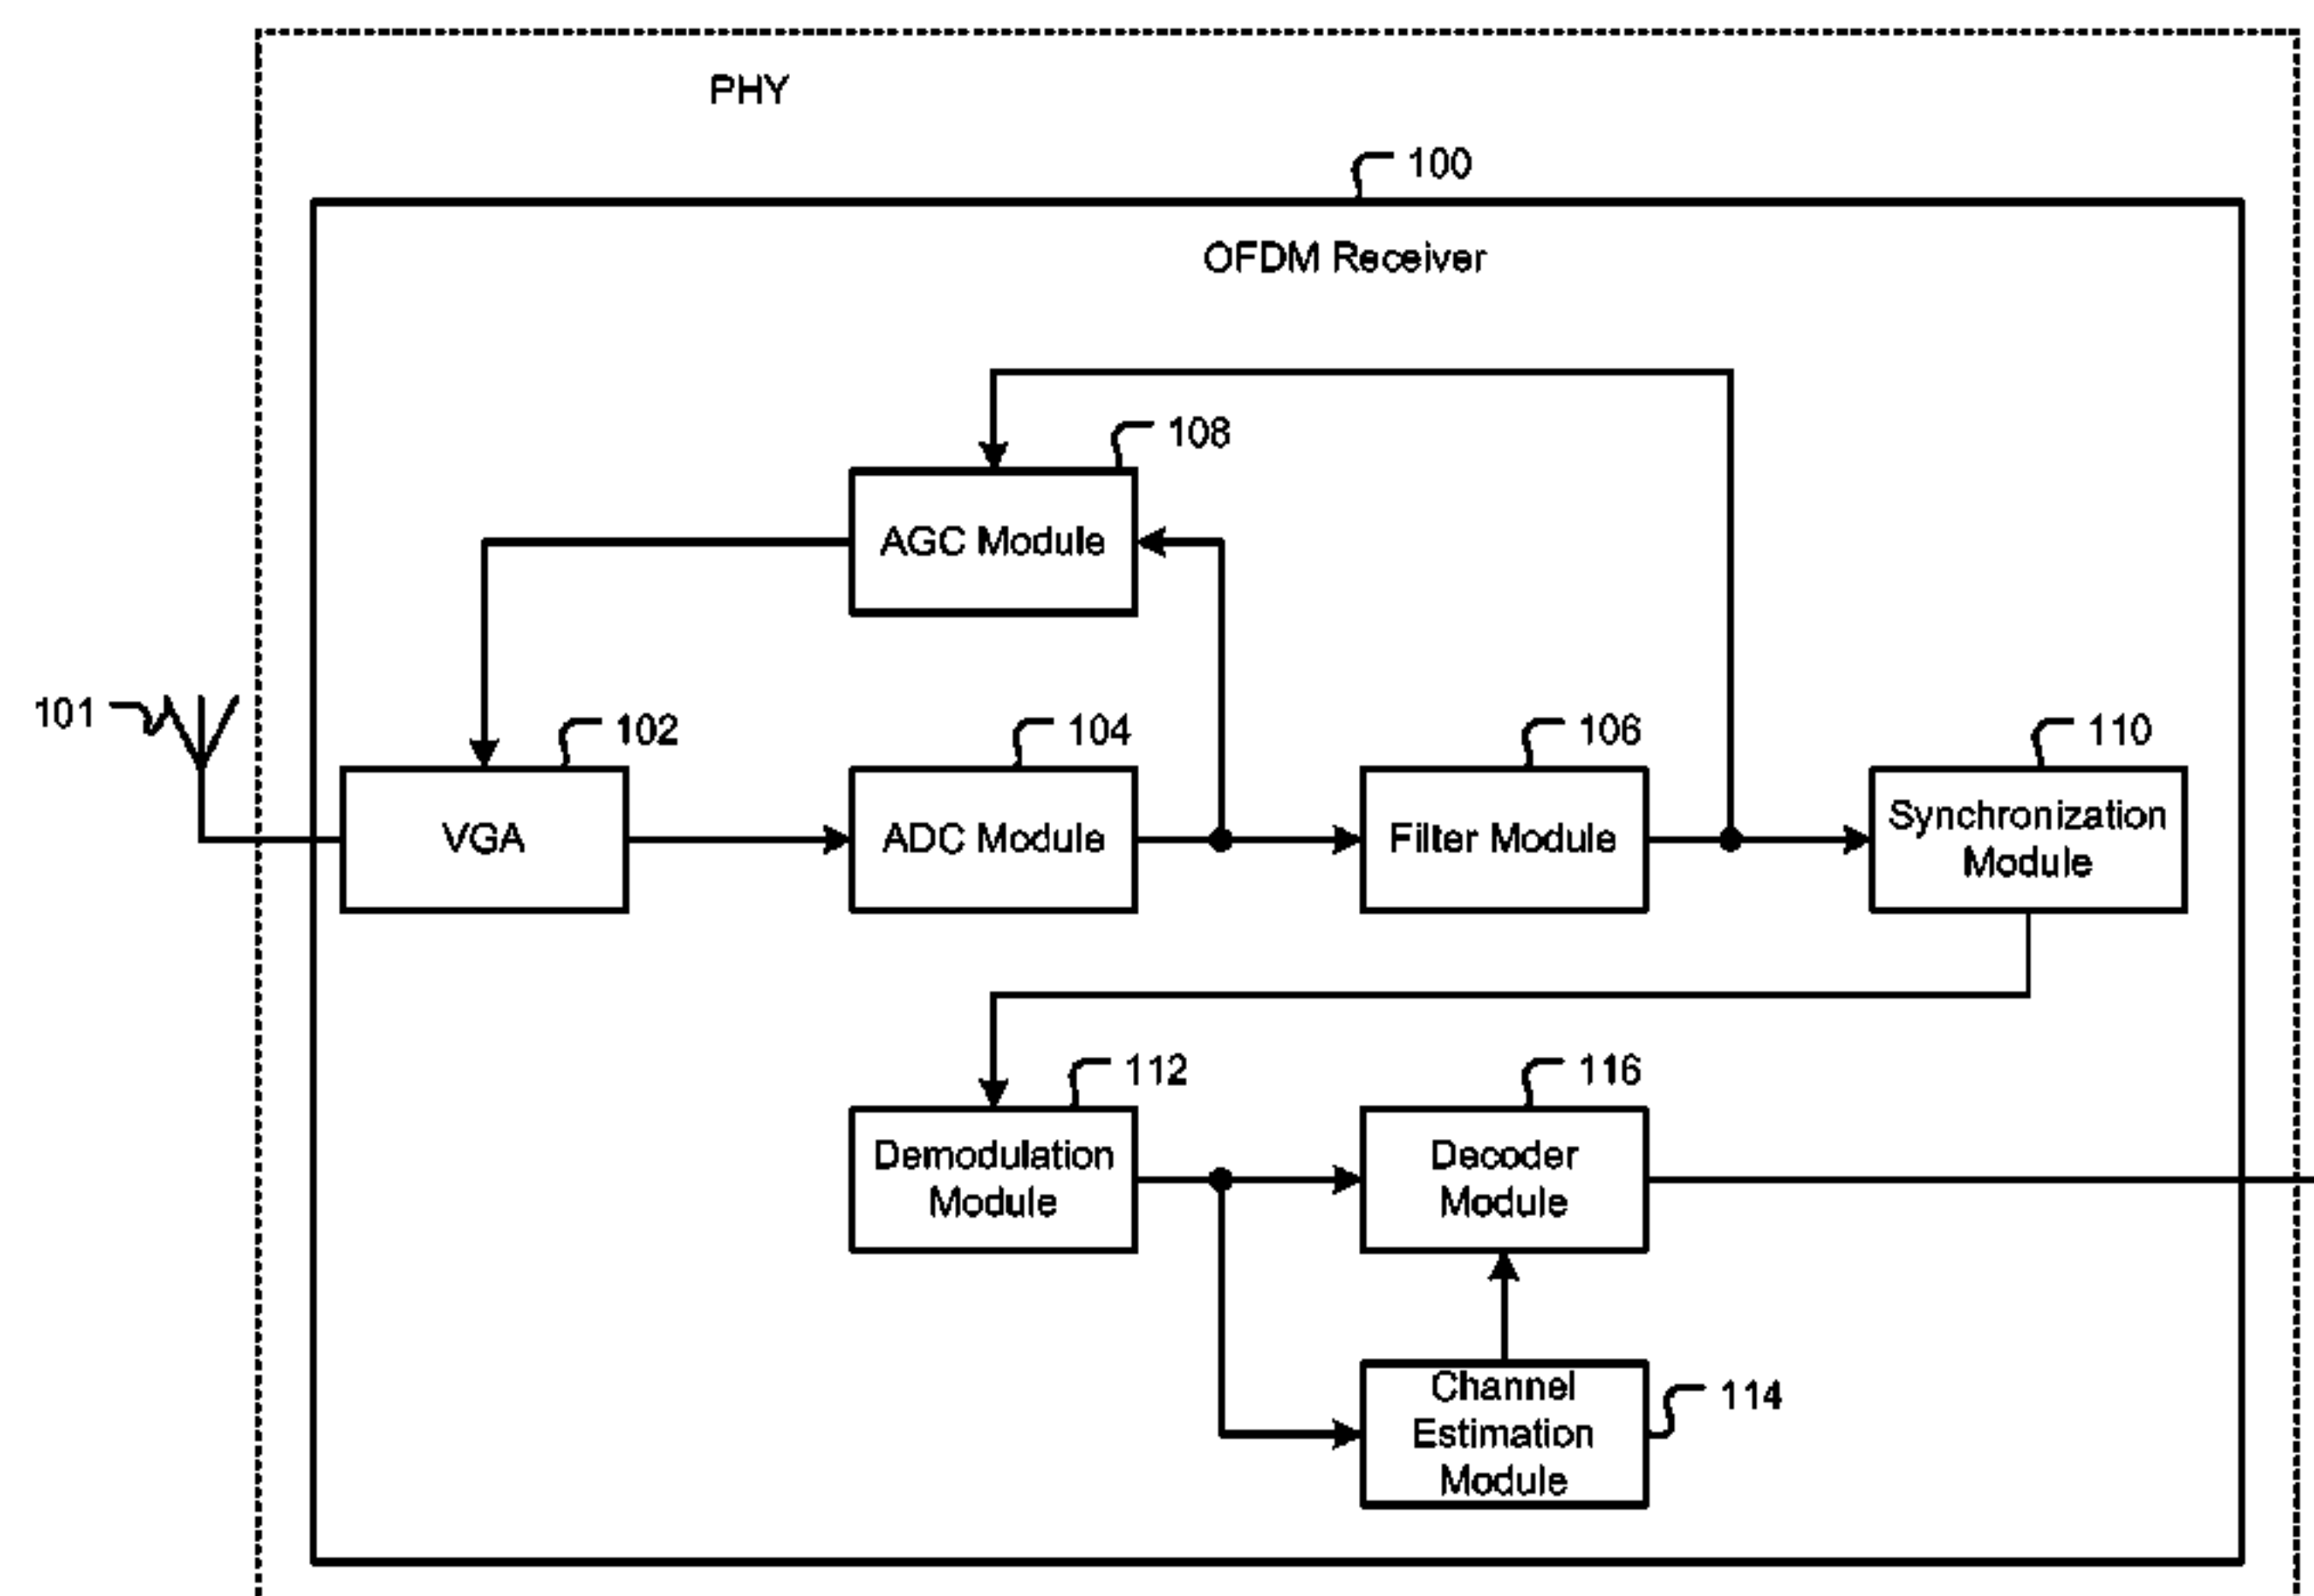 PHY
100
OFDM Receiver
108
AGC Module
101
102
104
106
110
VGA
ADC Module
Filter Module
Synchronization
Module
112
116
Demodulation
Module
Decoder
Module
Channel
Estimation
Module
114